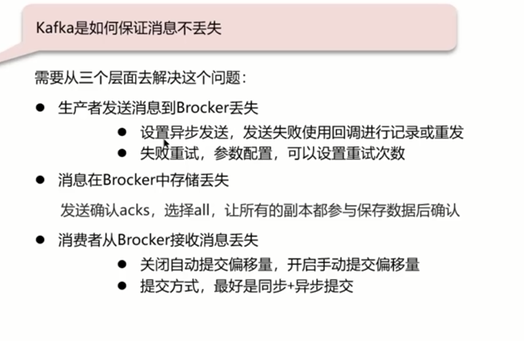 Kafka是如何保证消息不丢失
需要从三个层面去解决这个问题：
● 生产者发送消息到Brocker丢失
● 设置异步发送，发送失败使用回调进行记录或重发
● 失败重试，参数配置，可以设置重试次数
● 消息在Brocker中存储丢失
发送确认acks，选择all，让所有的副本都参与保存数据后确认
● 消费者从Brocker接收消息丢失
● 关闭自动提交偏移量，开启手动提交偏移量
● 提交方式，最好是同步+异步提交